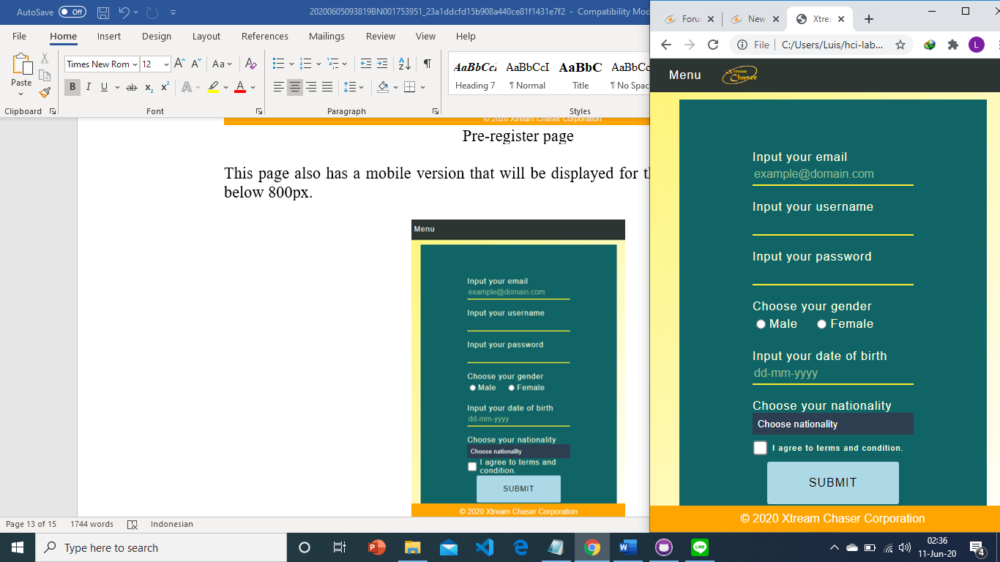 AutoSave Off 20200605093819BN001753951_23a1ddcfd15b908a440ce81f1431e7f2 - Compatibility Mod
File Home Insert Design Layout References Mailings Review View Help
Paste
Times New Rom 12 Aa
B I U ab x₂ x² A A
AaBbCcI AaBbCcI AaBbC AaBbCc
Heading 7 ¶ Normal Title ¶ No Spac
Clipboard Font Paragraph Styles
© 2020 Xtream Chaser Corporation
Pre-register page
This page also has a mobile version that will be displayed for th
below 800px.
Menu
Input your email
example@domain.com
Input your username
Input your password
Choose your gender
Male Female
Input your date of birth
dd-mm-yyyy
Choose your nationality
Choose nationality
I agree to terms and
condition.
SUBMIT
© 2020 Xtream Chaser Corporation
Page 13 of 15 1744 words Indonesian
Foru New Xtrea
File C:/Users/Luis/hci-lab... L
Menu Xtream Chaser
Input your email
example@domain.com
Input your username
Input your password
Choose your gender
Male Female
Input your date of birth
dd-mm-yyyy
Choose your nationality
Choose nationality
I agree to terms and condition.
SUBMIT
© 2020 Xtream Chaser Corporation
Type here to search
LINE
02:36
11-Jun-20
4